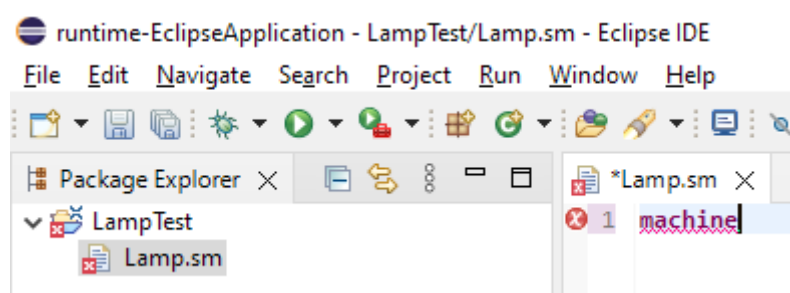 runtime-EclipseApplication - LampTest/Lamp.sm - Eclipse IDE
File Edit Navigate Search Project Run Window Help
Package Explorer
*Lamp.sm
LampTest
1 machine
Lamp.sm